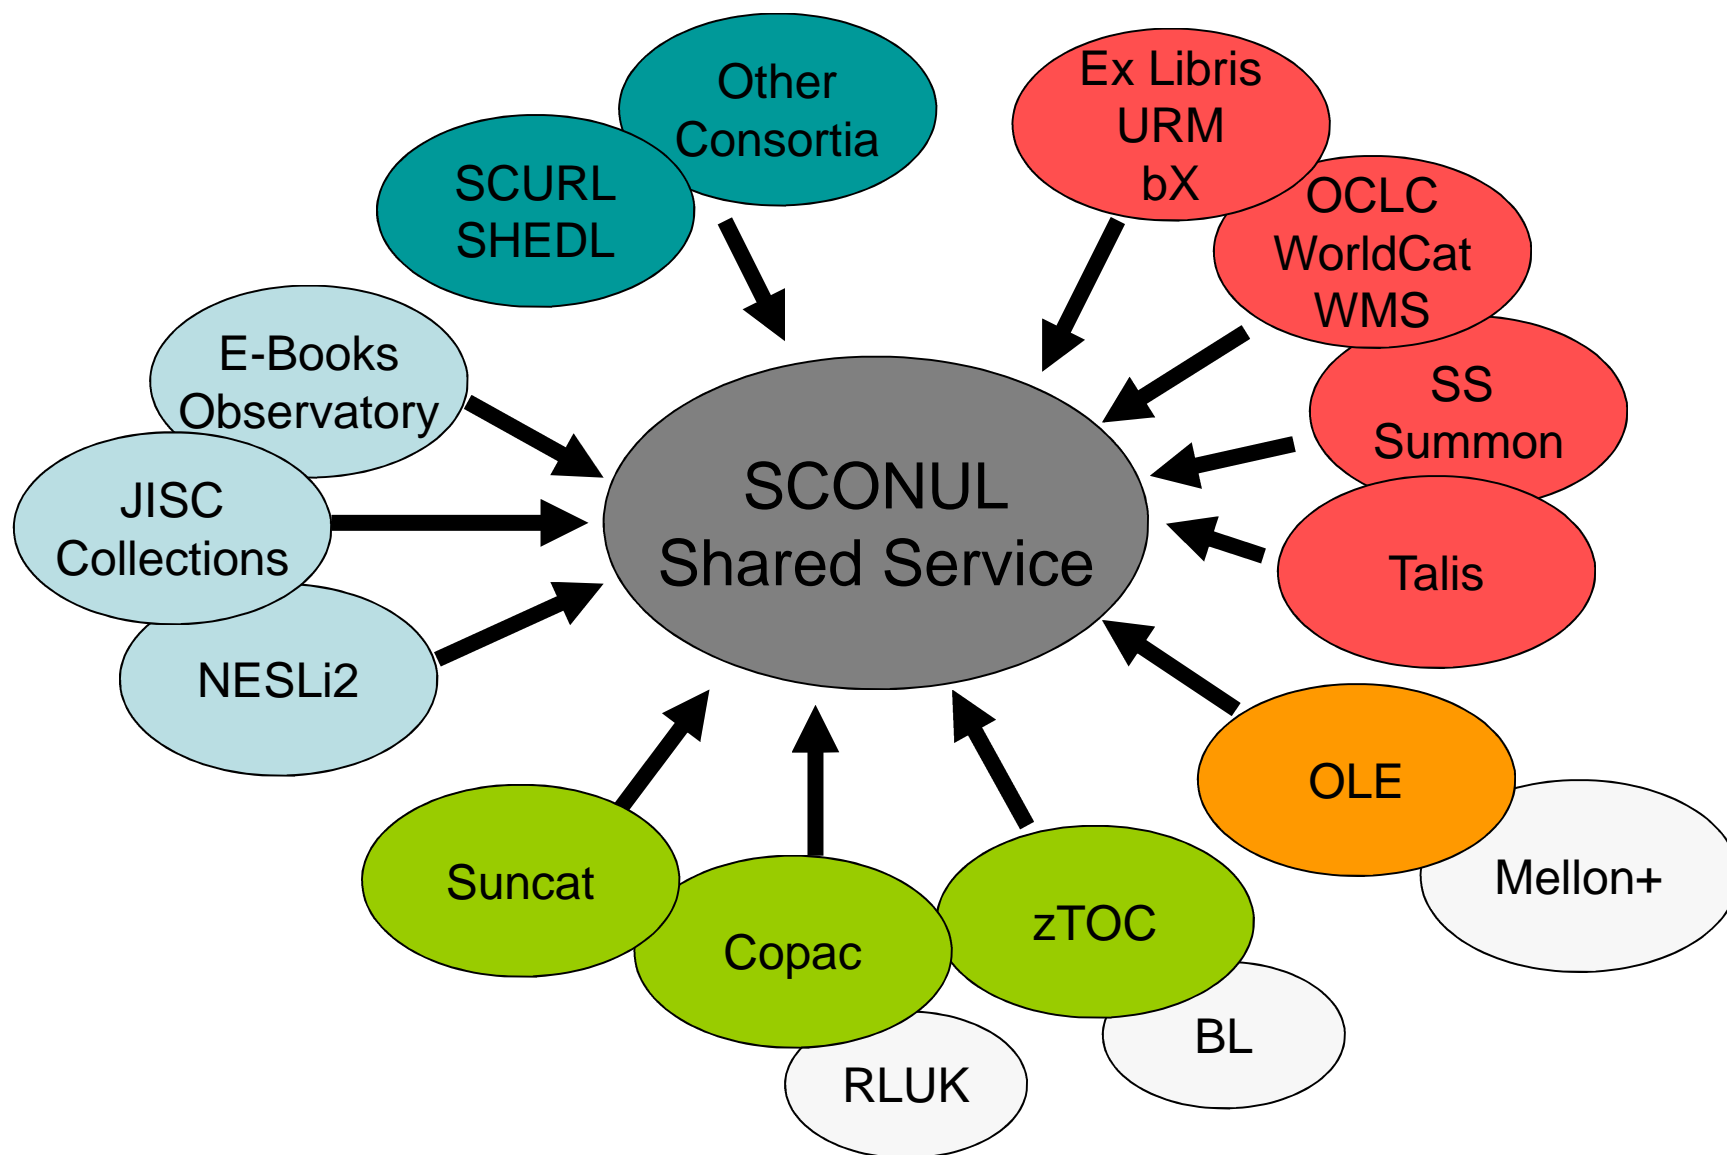 Other
Consortia
SCURL
SHEDL
Ex Libris
URM
bX
OCLC
WorldCat
WMS
SS
Summon
Talis
E-Books
Observatory
JISC
Collections
NESLi2
SCONUL
Shared Service
OLE
Mellon+
Suncat
Copac
zTOC
BL
RLUK